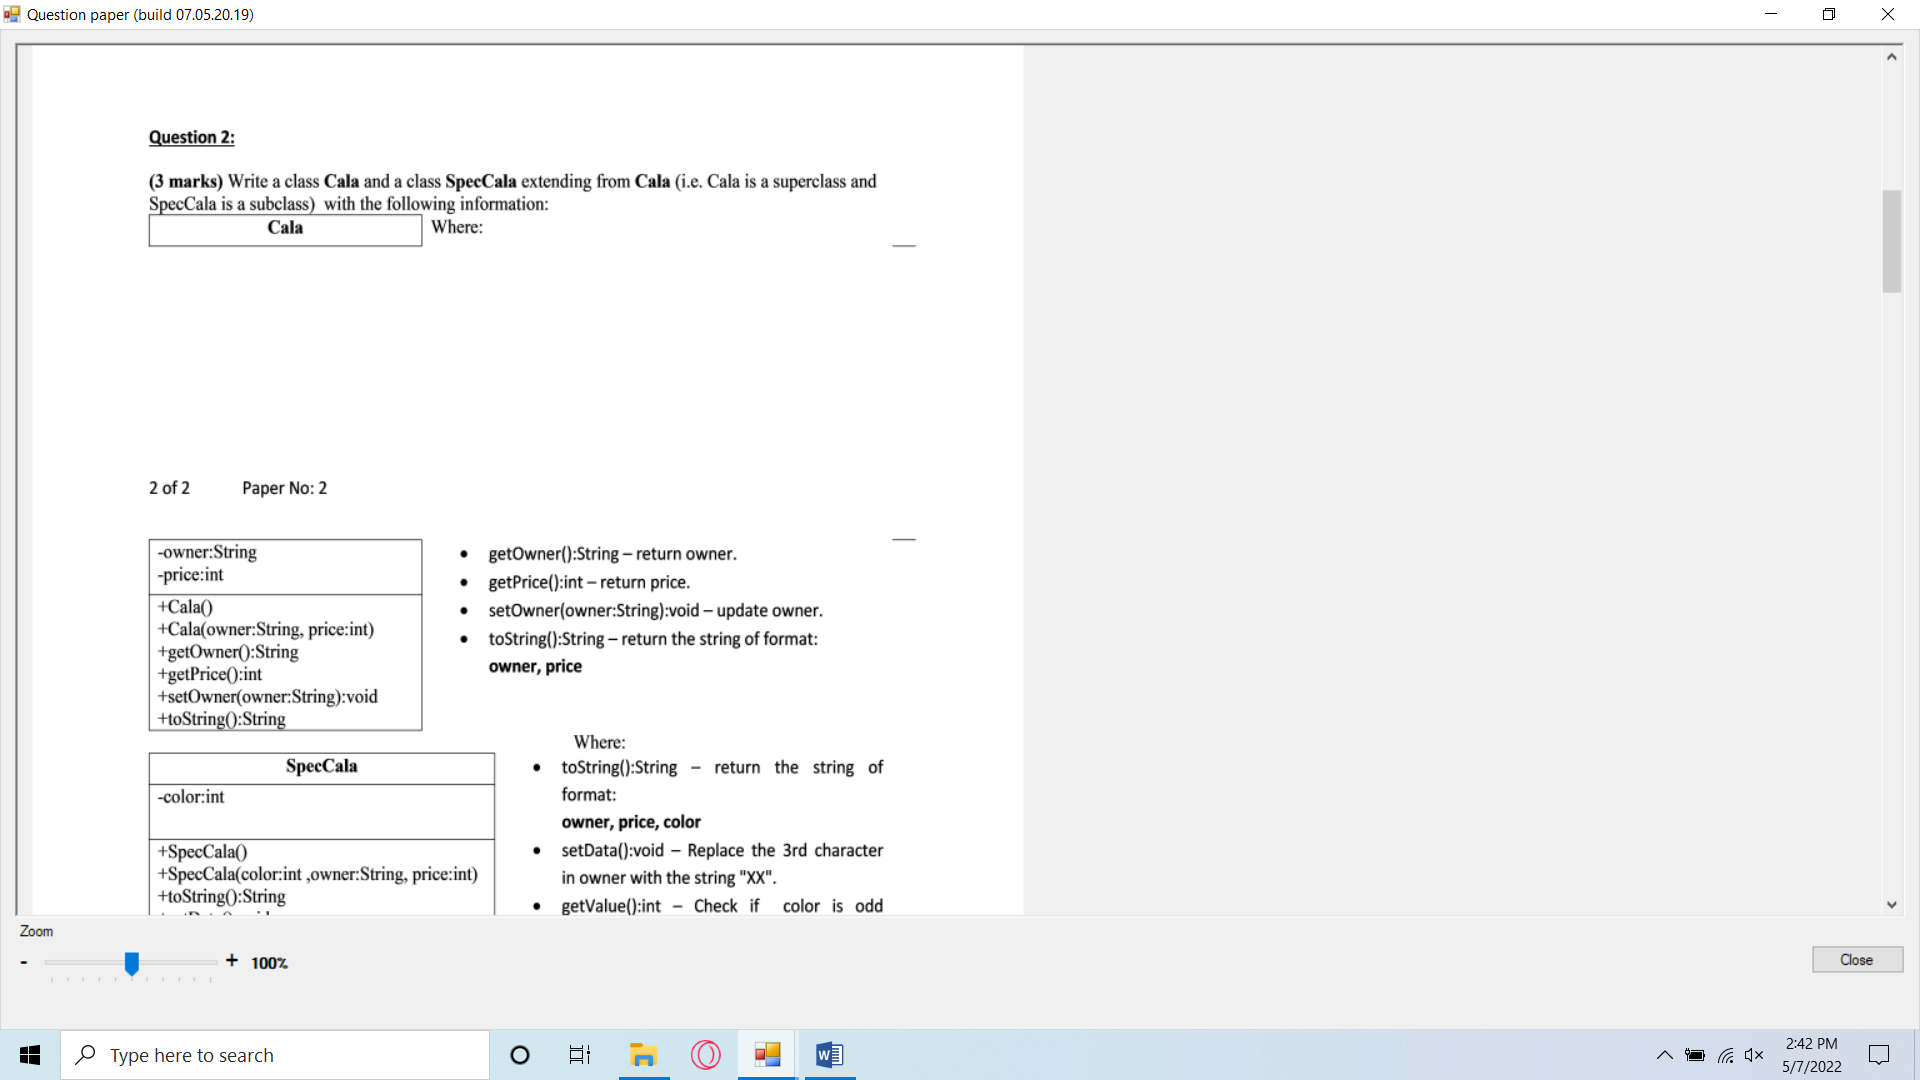 Question paper (build 07.05.20.19)
Question 2:
(3 marks) Write a class Cala and a class SpecCala extending from Cala (i.e. Cala is a superclass and
SpecCala is a subclass) with the following information:
Cala
Where:
2 of 2 Paper No: 2
-owner:String
-price:int
+Cala()
+Cala(owner:String, price:int)
+getOwner():String
+getPrice():int
+setOwner(owner:String):void
+toString():String
• getOwner():String – return owner.
• getPrice():int – return price.
• setOwner(owner:String):void – update owner.
• toString():String – return the string of format:
owner, price
SpecCala
-color:int
+SpecCala()
+SpecCala(color:int ,owner:String, price:int)
+toString():String
Where:
• toString():String – return the string of
format:
owner, price, color
• setData():void – Replace the 3rd character
in owner with the string "XX".
• getValue():int – Check if color is odd
Zoom
- + 100%
Close
Type here to search
2:42 PM
5/7/2022